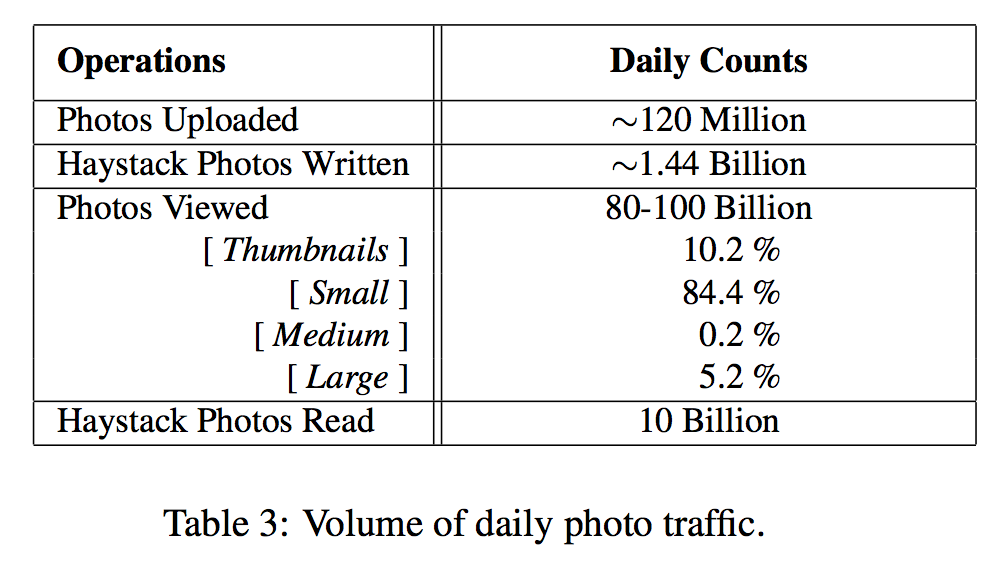 Operations Daily Counts
Photos Uploaded ∼120 Million
Haystack Photos Written ∼1.44 Billion
Photos Viewed 80-100 Billion
[ Thumbnails ] 10.2 %
[ Small ] 84.4 %
[ Medium ] 0.2 %
[ Large ] 5.2 %
Haystack Photos Read 10 Billion
Table 3: Volume of daily photo traffic.